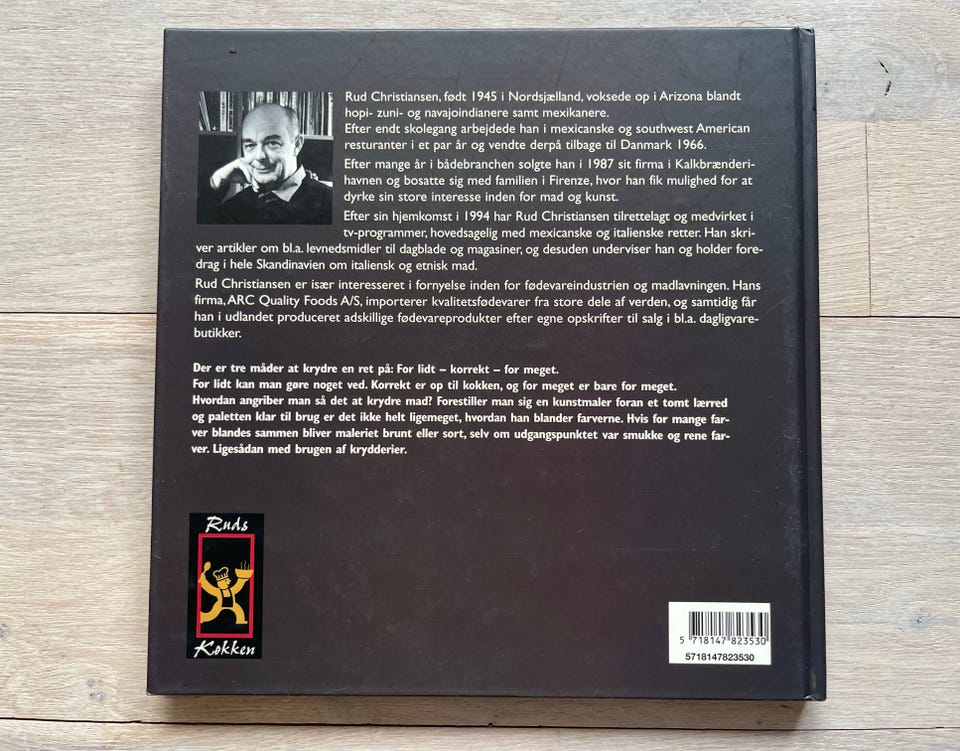 Rud Christiansen, født 1945 i Nordsjælland, voksede op i Arizona blandt
hopi- zuni- og navajoindianere samt mexikanere.
Efter endt skolegang arbejdede han i mexicanske og southwest American
resturanter i et par år og vendte derpå tilbage til Danmark 1966.
Efter mange år i bådebranchen solgte han i 1987 sit firma i Kalkbrænderi-
havnen og bosatte sig med familien i Firenze, hvor han fik mulighed for at
dyrke sin store interesse inden for mad og kunst.
Efter sin hjemkomst i 1994 har Rud Christiansen tilrettelagt og medvirket i
tv-programmer, hovedsagelig med mexicanske og italienske retter. Han skri-
ver artikler om bl.a. levnedsmidler til dagblade og magasiner, og desuden underviser han og holder fore-
drag i hele Skandinavien om italiensk og etnisk mad.
Rud Christiansen er især interesseret i fornyelse inden for fødevareindustrien og madlavningen. Hans
firma, ARC Quality Foods A/S, importerer kvalitetsfødevarer fra store dele af verden, og samtidig får
han i udlandet produceret adskillige fødevareprodukter efter egne opskrifter til salg i bl.a. dagligvare-
butikker.
Der er tre måder at krydre en ret på: For lidt – korrekt – for meget.
For lidt kan man gøre noget ved. Korrekt er op til kokken, og for meget er bare for meget.
Hvordan angriber man så det at krydre mad? Forestiller man sig en kunstmaler foran et tomt lærred
og paletten klar til brug er det ikke helt ligemeget, hvordan han blander farverne. Hvis for mange far-
ver blandes sammen bliver maleriet brunt eller sort, selv om udgangspunktet var smukke og rene far-
ver. Ligesådan med brugen af krydderier.
Ruds
Køkken
5 718147 823530
5718147823530